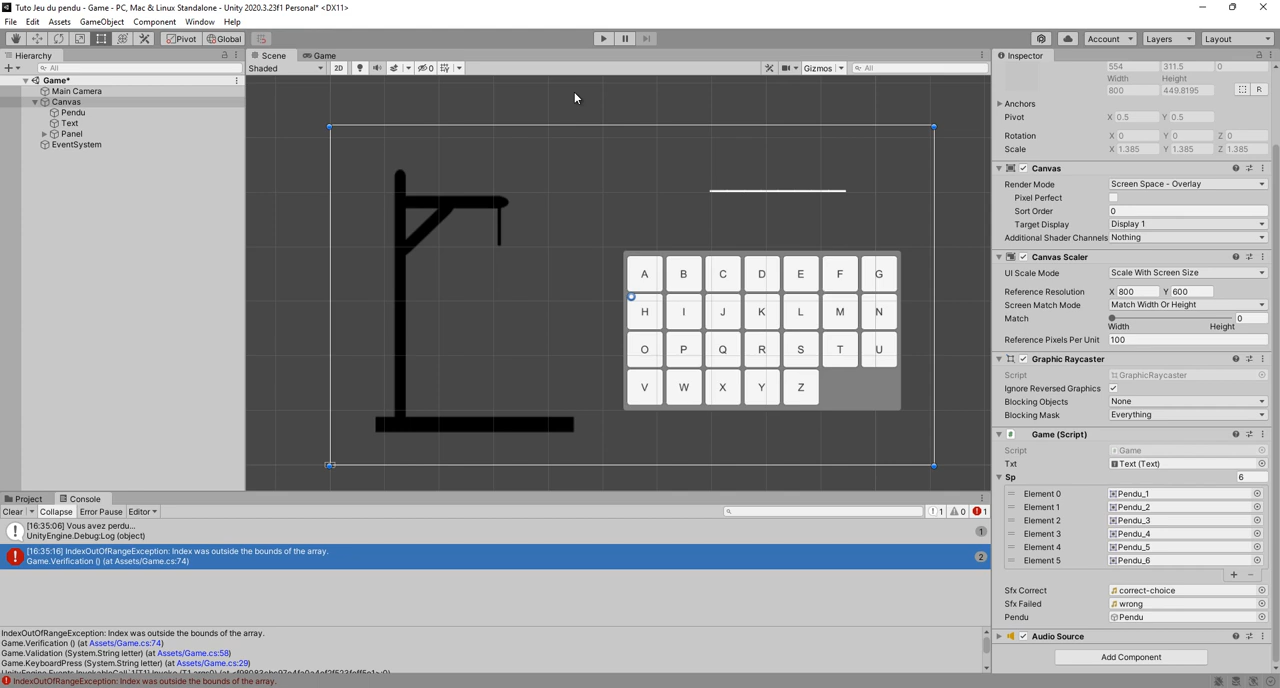 Tuto Jeu du pendu - Game - PC, Mac & Linux Standalone - Unity 2020.3.23f1 Personal* <DX11>
File Edit Assets GameObject Component Window Help
Pivot Global Account Layers Layout
Hierarchy
All
Game*
Main Camera
Canvas
Pendu
Text
Panel
EventSystem
Scene Game
Shaded 2D 0 Gizmos All
A B C D E F G
H I J K L M N
O P Q R S T U
V W X Y Z
Project Console
Clear Collapse Error Pause Editor 1 0 1
[16:35:06] Vous avez perdu...
UnityEngine.Debug:Log (object)
1
[16:35:16] IndexOutOfRangeException: Index was outside the bounds of the array.
Game.Verification () (at Assets/Game.cs:74)
2
IndexOutOfRangeException: Index was outside the bounds of the array.
Game.Verification () (at Assets/Game.cs:74)
Game.Validation (System.String letter) (at Assets/Game.cs:58)
Game.KeyboardPress (System.String letter) (at Assets/Game.cs:29)
IndexOutOfRangeException: Index was outside the bounds of the array.
Inspector
554 311.5 0
Width Height
800 449.8195 R
Anchors
Pivot X 0.5 Y 0.5
Rotation X 0 Y 0 Z 0
Scale X 1.385 Y 1.385 Z 1.385
Canvas
Render Mode Screen Space - Overlay
Pixel Perfect
Sort Order 0
Target Display Display 1
Additional Shader Channels Nothing
Canvas Scaler
UI Scale Mode Scale With Screen Size
Reference Resolution X 800 Y 600
Screen Match Mode Match Width Or Height
Match 0
Width Height
Reference Pixels Per Unit 100
Graphic Raycaster
Script GraphicRaycaster
Ignore Reversed Graphics
Blocking Objects None
Blocking Mask Everything
Game (Script)
Script Game
Txt Text (Text)
Sp 6
Element 0 Pendu_1
Element 1 Pendu_2
Element 2 Pendu_3
Element 3 Pendu_4
Element 4 Pendu_5
Element 5 Pendu_6
Sfx Correct correct-choice
Sfx Failed wrong
Pendu Pendu
Audio Source
Add Component